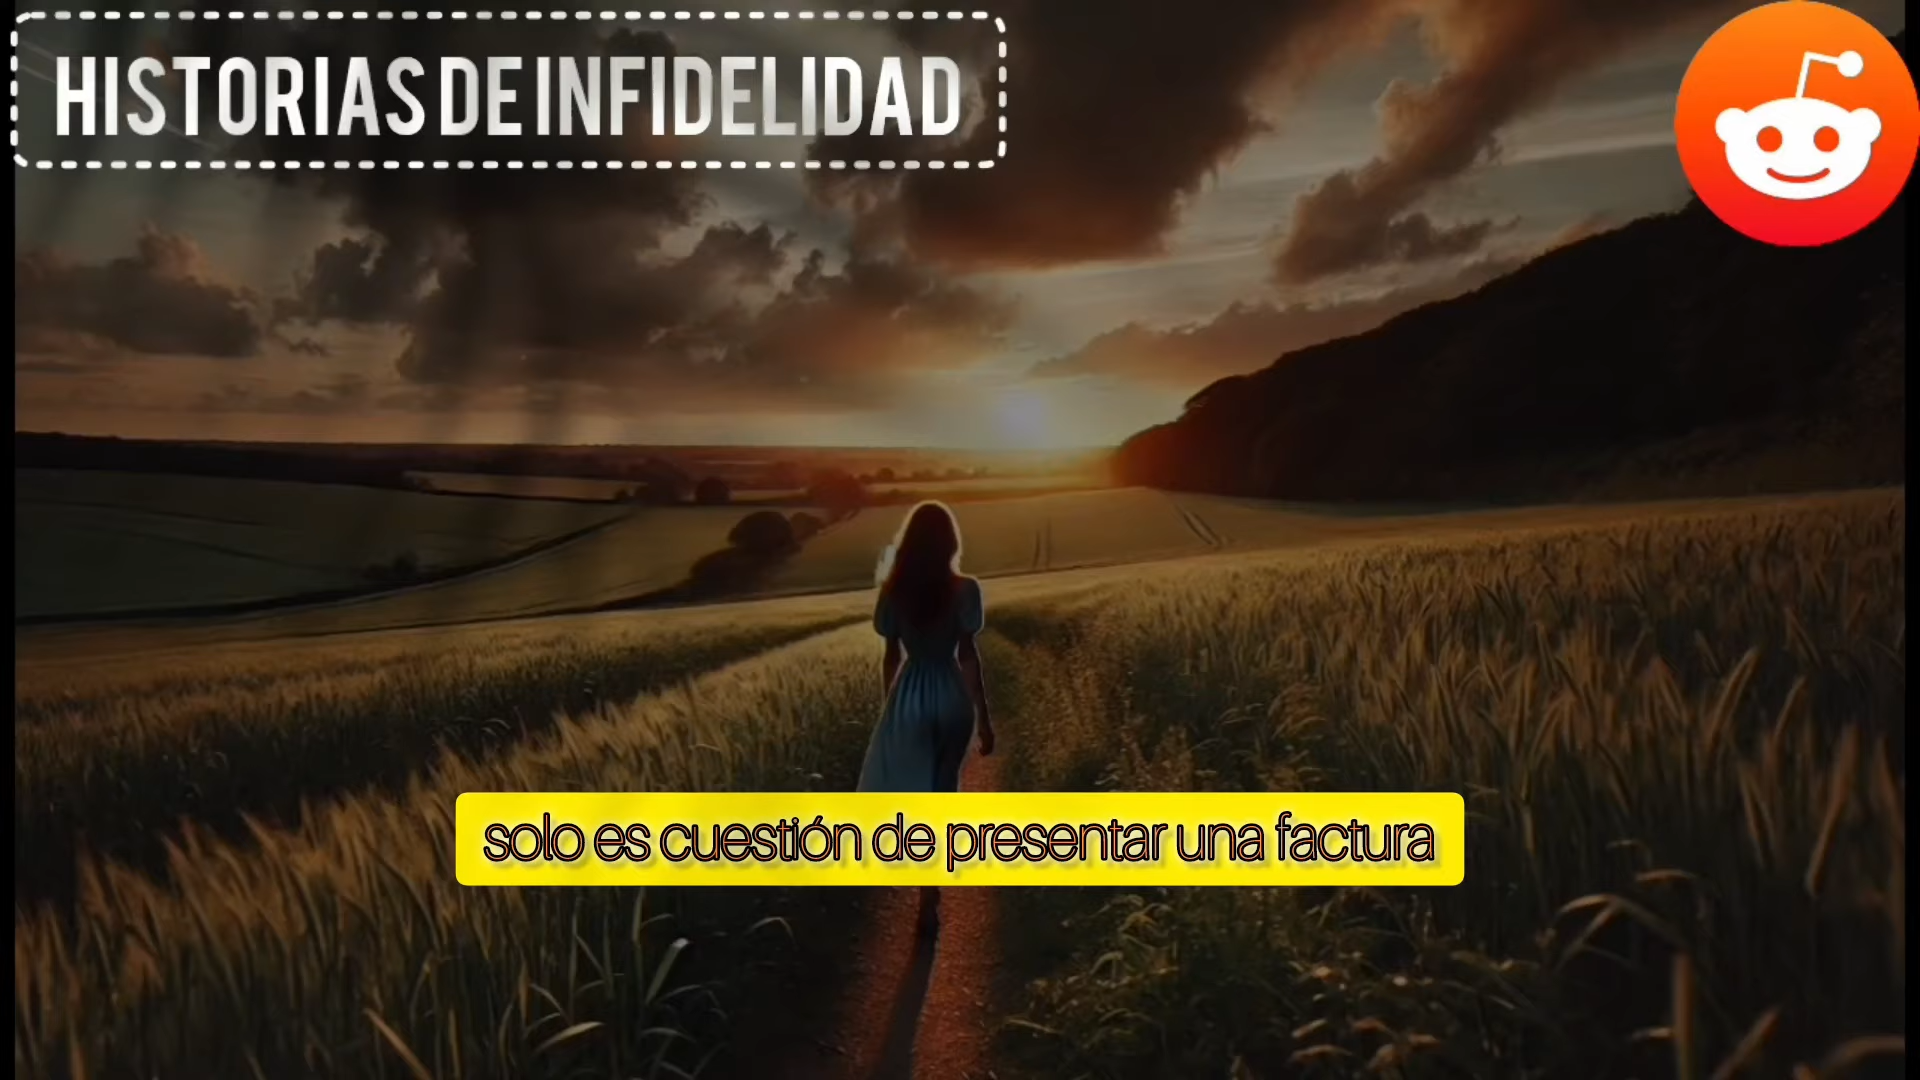 HISTORIAS DE INFIDELIDAD
solo es cuestión de presentar una factura